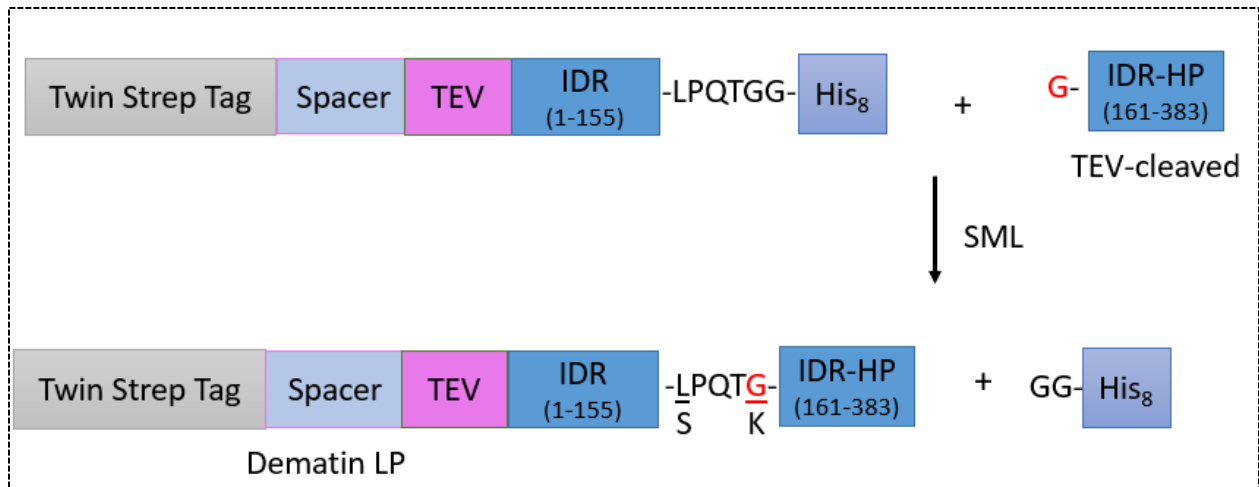 Twin Strep Tag Spacer TEV IDR (1-155) -LPQTGG- His₈ + G- IDR-HP (161-383)
TEV-cleaved
SML
Twin Strep Tag Spacer TEV IDR (1-155) -LPQTG- IDR-HP (161-383) + GG- His₈
S K
Dematin LP